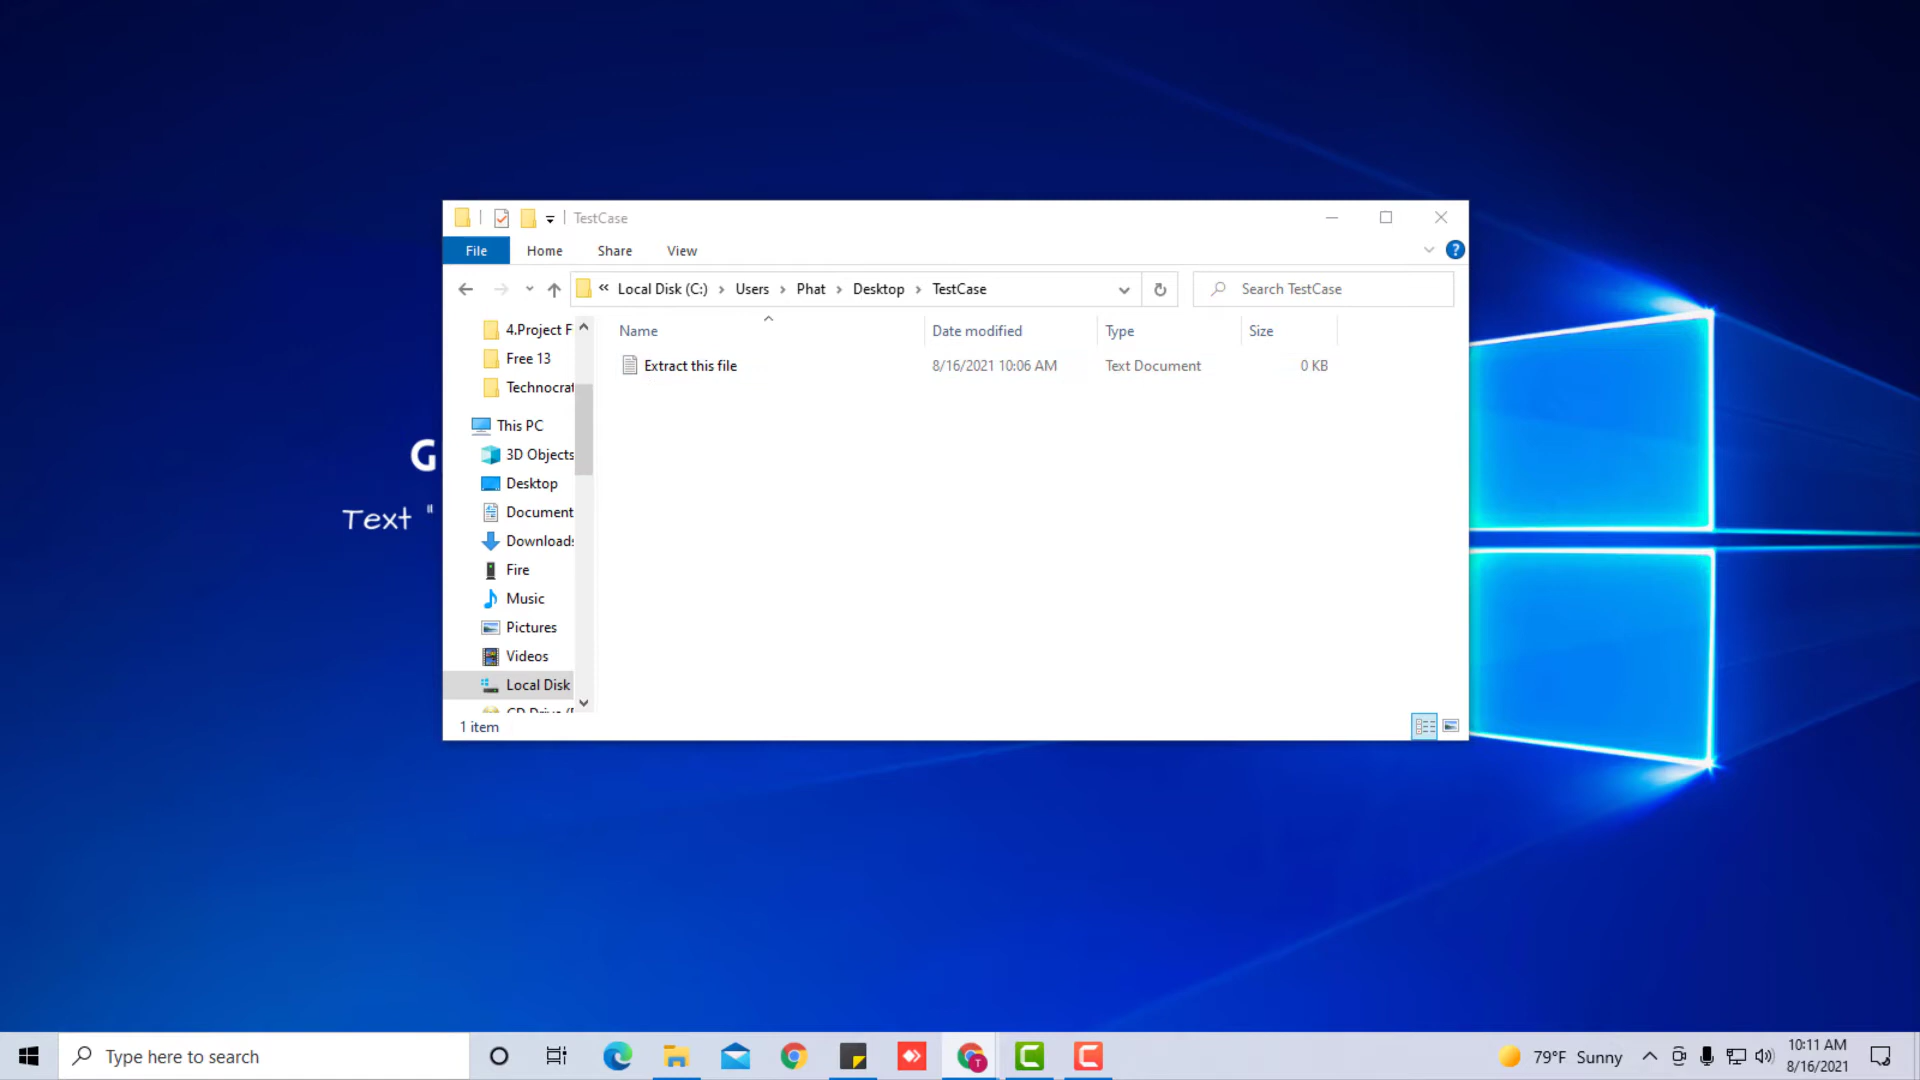 TestCase
File Home Share View
« Local Disk (C:) › Users › Phat › Desktop › TestCase
Search TestCase
Name Date modified Type Size
Extract this file 8/16/2021 10:06 AM Text Document 0 KB
4.Project F
Free 13
Technocrat
This PC
3D Objects
Desktop
Document
Downloads
Fire
Music
Pictures
Videos
Local Disk
1 item
G
Text "
Type here to search
T
79°F Sunny
10:11 AM
8/16/2021